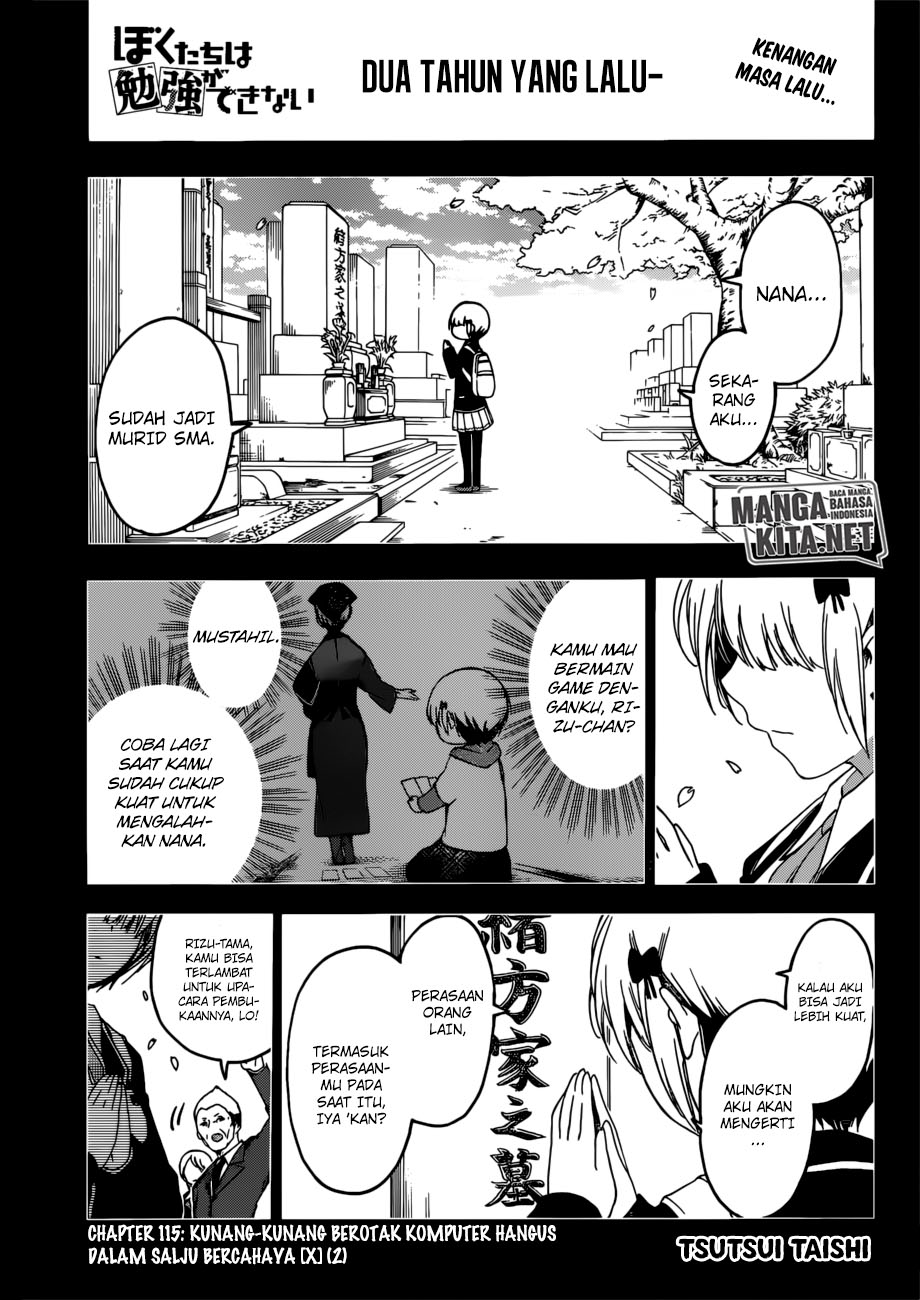 ぼくたちは
勉強が
できない
DUA TAHUN YANG LALU-
KENANGAN
MASA LALU...
NANA...
SEKA-
RANG
AKU...
SUDAH JADI
MURID SMA.
緒方家之墓
MANGA
KITA.NET
BACA MANGA
BAHASA
INDONESIA
KAMU MAU
BERMAIN
GAME DEN-
GANKU, RI-
ZU-CHAN?
MUSTAHIL.
COBA LAGI
SAAT KAMU
SUDAH CUKUP
KUAT UNTUK
MENGALAH-
KAN NANA.
KALAU AKU
BISA JADI
LEBIH KUAT,
MUNGKIN
AKU AKAN
MENGERTI
...
緒方家之墓
PERASAAN
ORANG
LAIN,
TERMASUK
PERASAAN-
MU PADA
SAAT ITU,
IYA 'KAN?
RIZU-TAMA,
KAMU BISA
TERLAMBAT
UNTUK UPA-
CARA PEMBU-
KAANNYA, LO!
CHAPTER 115: KUNANG-KUNANG BEROTAK KOMPUTER HANGUS
DALAM SALJU BERCAHAYA [X] (2)
TSUTSUI TAISHI